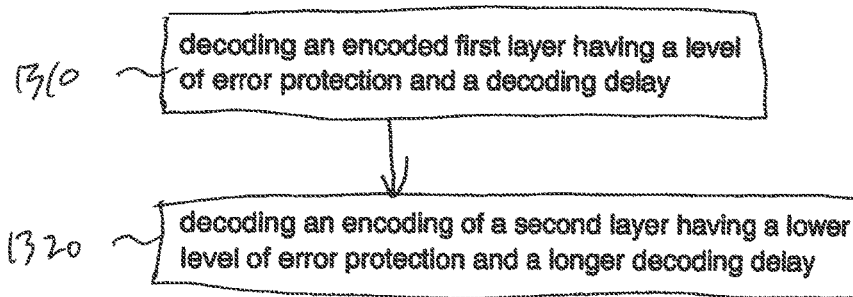 1310
decoding an encoded first layer having a level
of error protection and a decoding delay
1320
decoding an encoding of a second layer having a lower
level of error protection and a longer decoding delay